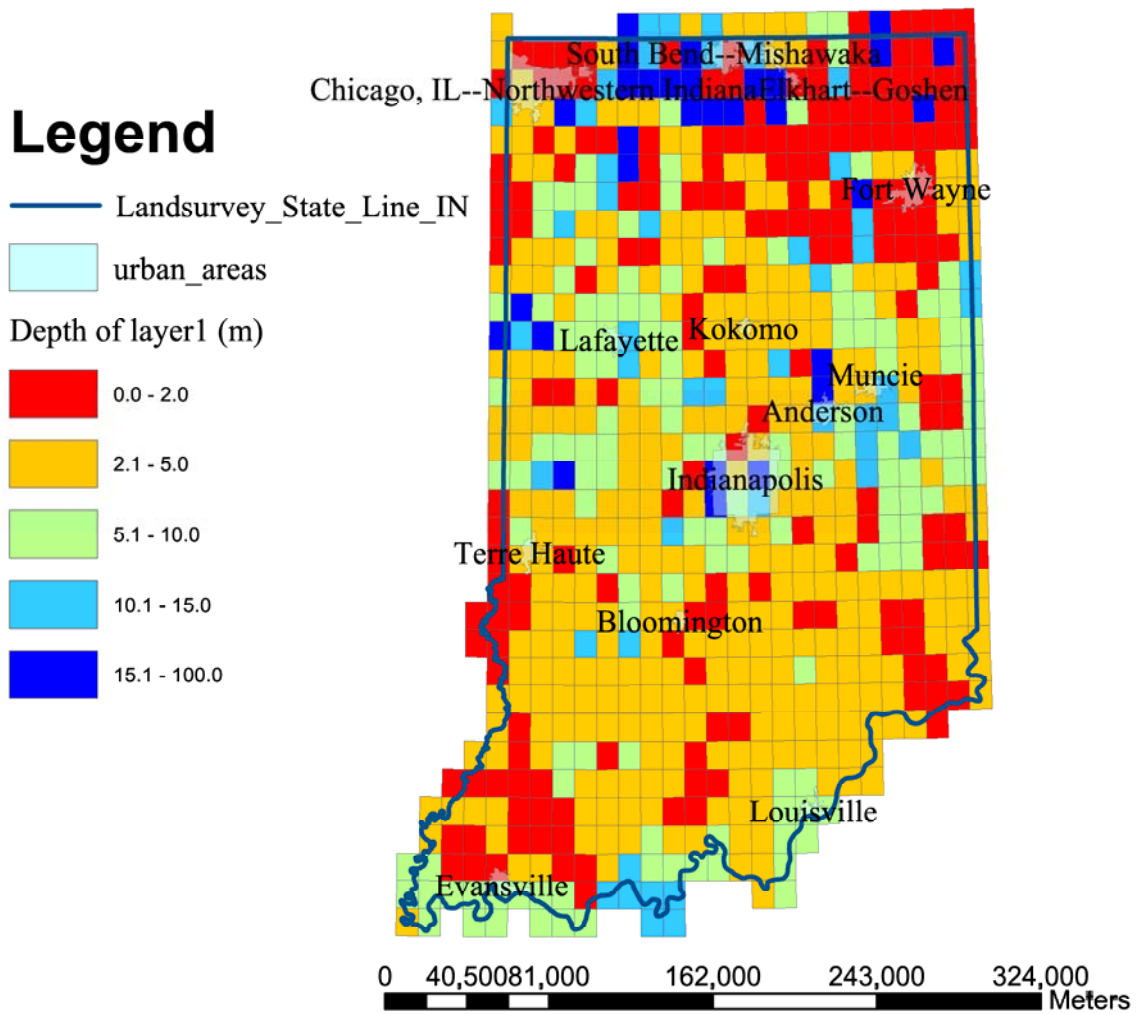 South Bend--Mishawaka
Chicago, IL--Northwestern IndianaElkhart--Goshen
Legend
Landsurvey_State_Line_IN
urban_areas
Depth of layer1 (m)
0.0 - 2.0
2.1 - 5.0
5.1 - 10.0
10.1 - 15.0
15.1 - 100.0
Fort Wayne
Lafayette
Kokomo
Muncie
Anderson
Indianapolis
Terre Haute
Bloomington
Louisville
Evansville
0 40,50081,000 162,000 243,000 324,000
Meters